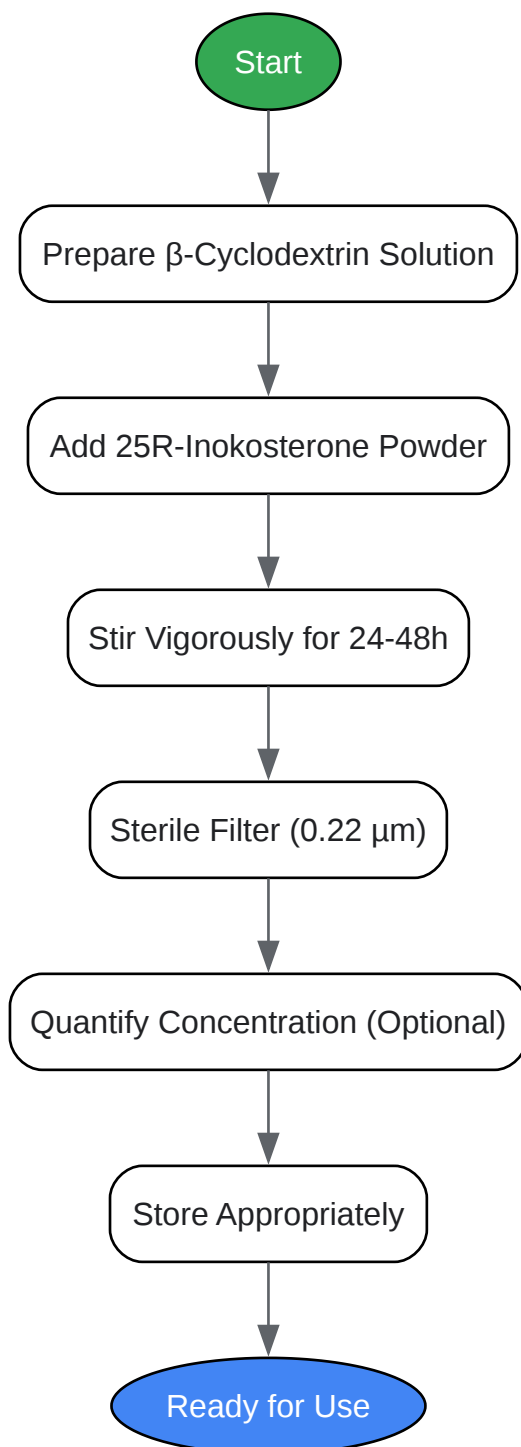 Start
Prepare β-Cyclodextrin Solution
Add 25R-Inokosterone Powder
Stir Vigorously for 24-48h
Sterile Filter (0.22 µm)
Quantify Concentration (Optional)
Store Appropriately
Ready for Use